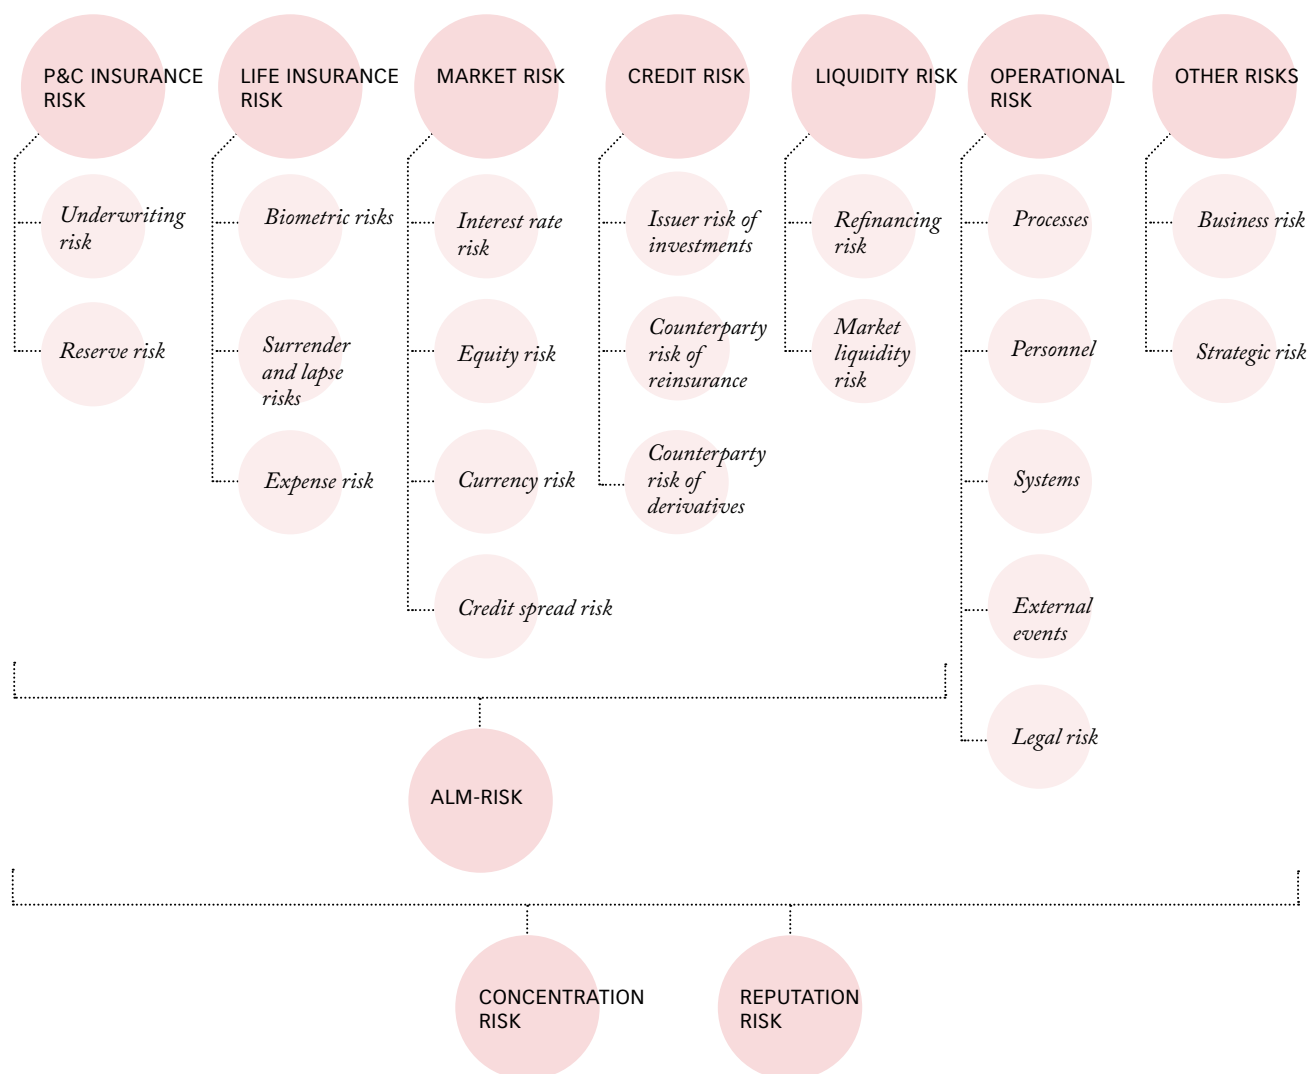 P&C INSURANCE
RISK
Underwriting
risk
Reserve risk
LIFE INSURANCE
RISK
Biometric risks
Surrender
and lapse
risks
Expense risk
MARKET RISK
Interest rate
risk
Equity risk
Currency risk
Credit spread risk
CREDIT RISK
Issuer risk of
investments
Counterparty
risk of
reinsurance
Counterparty
risk of
derivatives
LIQUIDITY RISK
Refinancing
risk
Market
liquidity
risk
OPERATIONAL
RISK
Processes
Personnel
Systems
External
events
Legal risk
OTHER RISKS
Business risk
Strategic risk
ALM-RISK
CONCENTRATION
RISK
REPUTATION
RISK